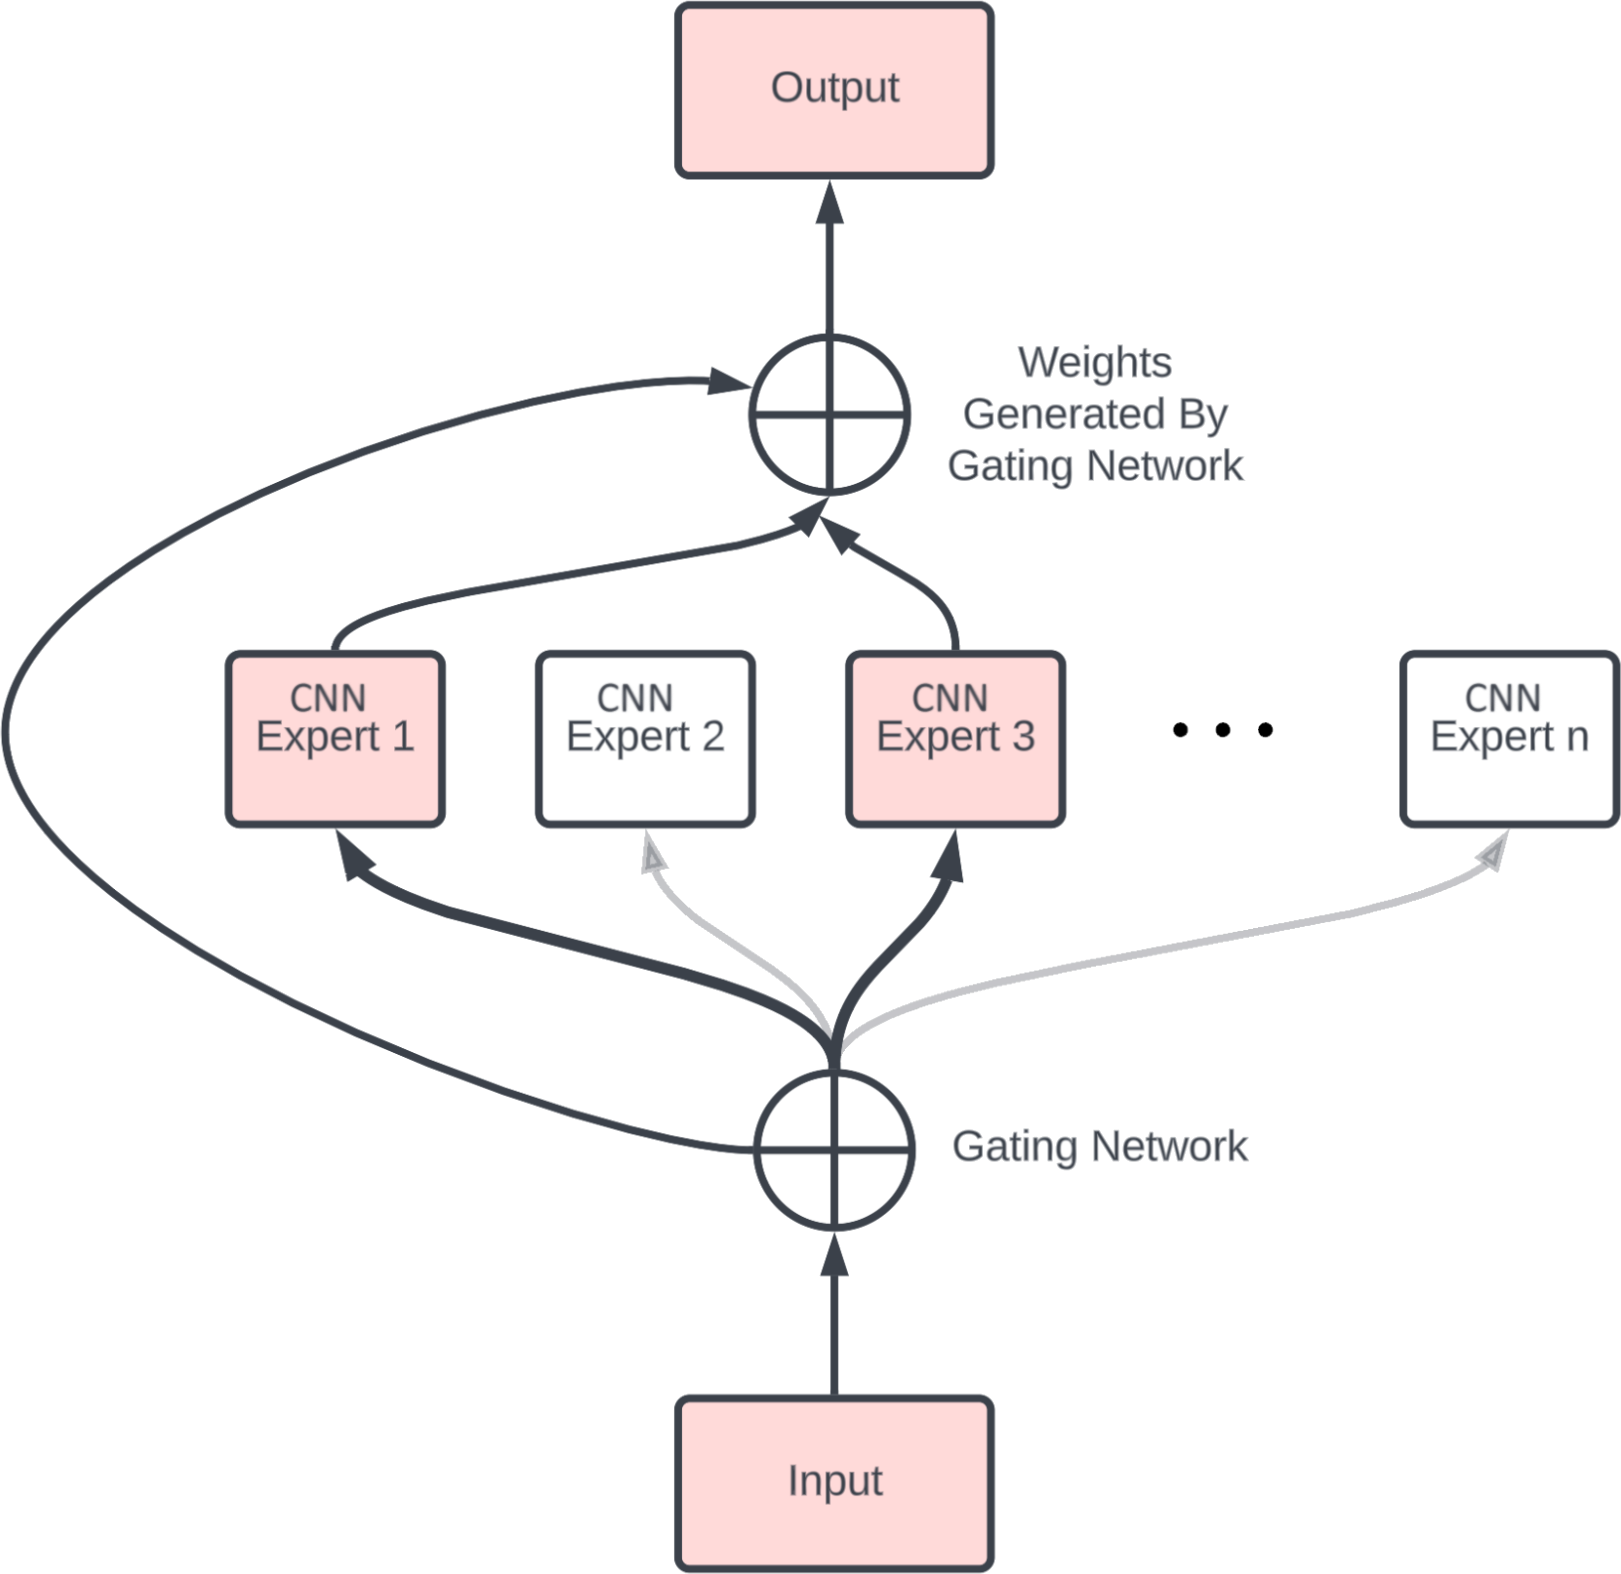 Output
Weights
Generated By
Gating Network
CNN
Expert 1
CNN
Expert 2
CNN
Expert 3
CNN
Expert n
Gating Network
Input